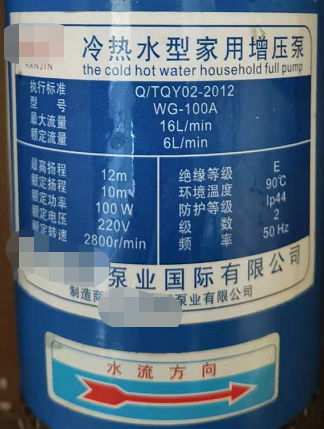 HANJIN
冷热水型家用增压泵
the cold hot water household full pump
执行标准 Q/TQY02-2012
型号 WG-100A
最大流量 16L/min
额定流量 6L/min
最高扬程 12m 绝缘等级 E
额定扬程 10m 环境温度 90℃
额定功率 100W 防护等级 Ip44
额定电压 220V 级数 2
额定转速 2800r/min 频率 50Hz
泵业国际有限公司
制造商 泵业有限公司
水流方向